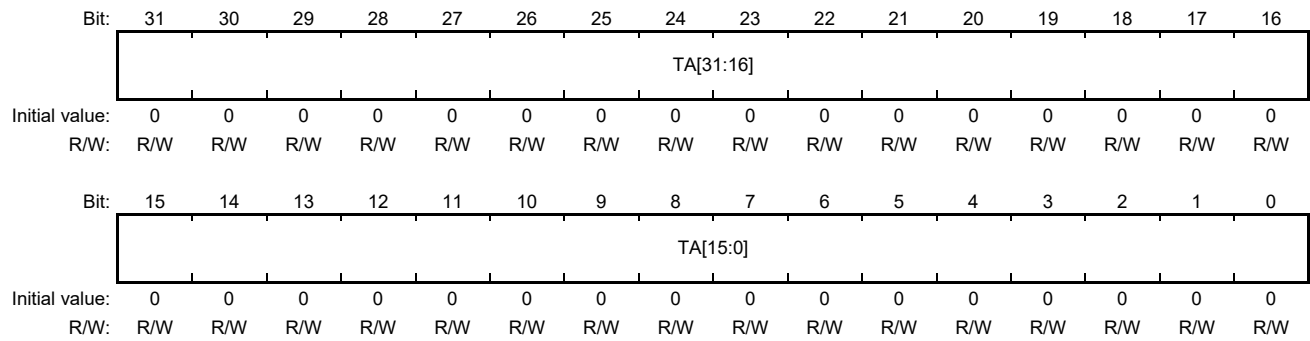 Bit: 31 30 29 28 27 26 25 24 23 22 21 20 19 18 17 16
TA[31:16]
Initial value: 0 0 0 0 0 0 0 0 0 0 0 0 0 0 0 0
R/W: R/W R/W R/W R/W R/W R/W R/W R/W R/W R/W R/W R/W R/W R/W R/W R/W
Bit: 15 14 13 12 11 10 9 8 7 6 5 4 3 2 1 0
TA[15:0]
Initial value: 0 0 0 0 0 0 0 0 0 0 0 0 0 0 0 0
R/W: R/W R/W R/W R/W R/W R/W R/W R/W R/W R/W R/W R/W R/W R/W R/W R/W